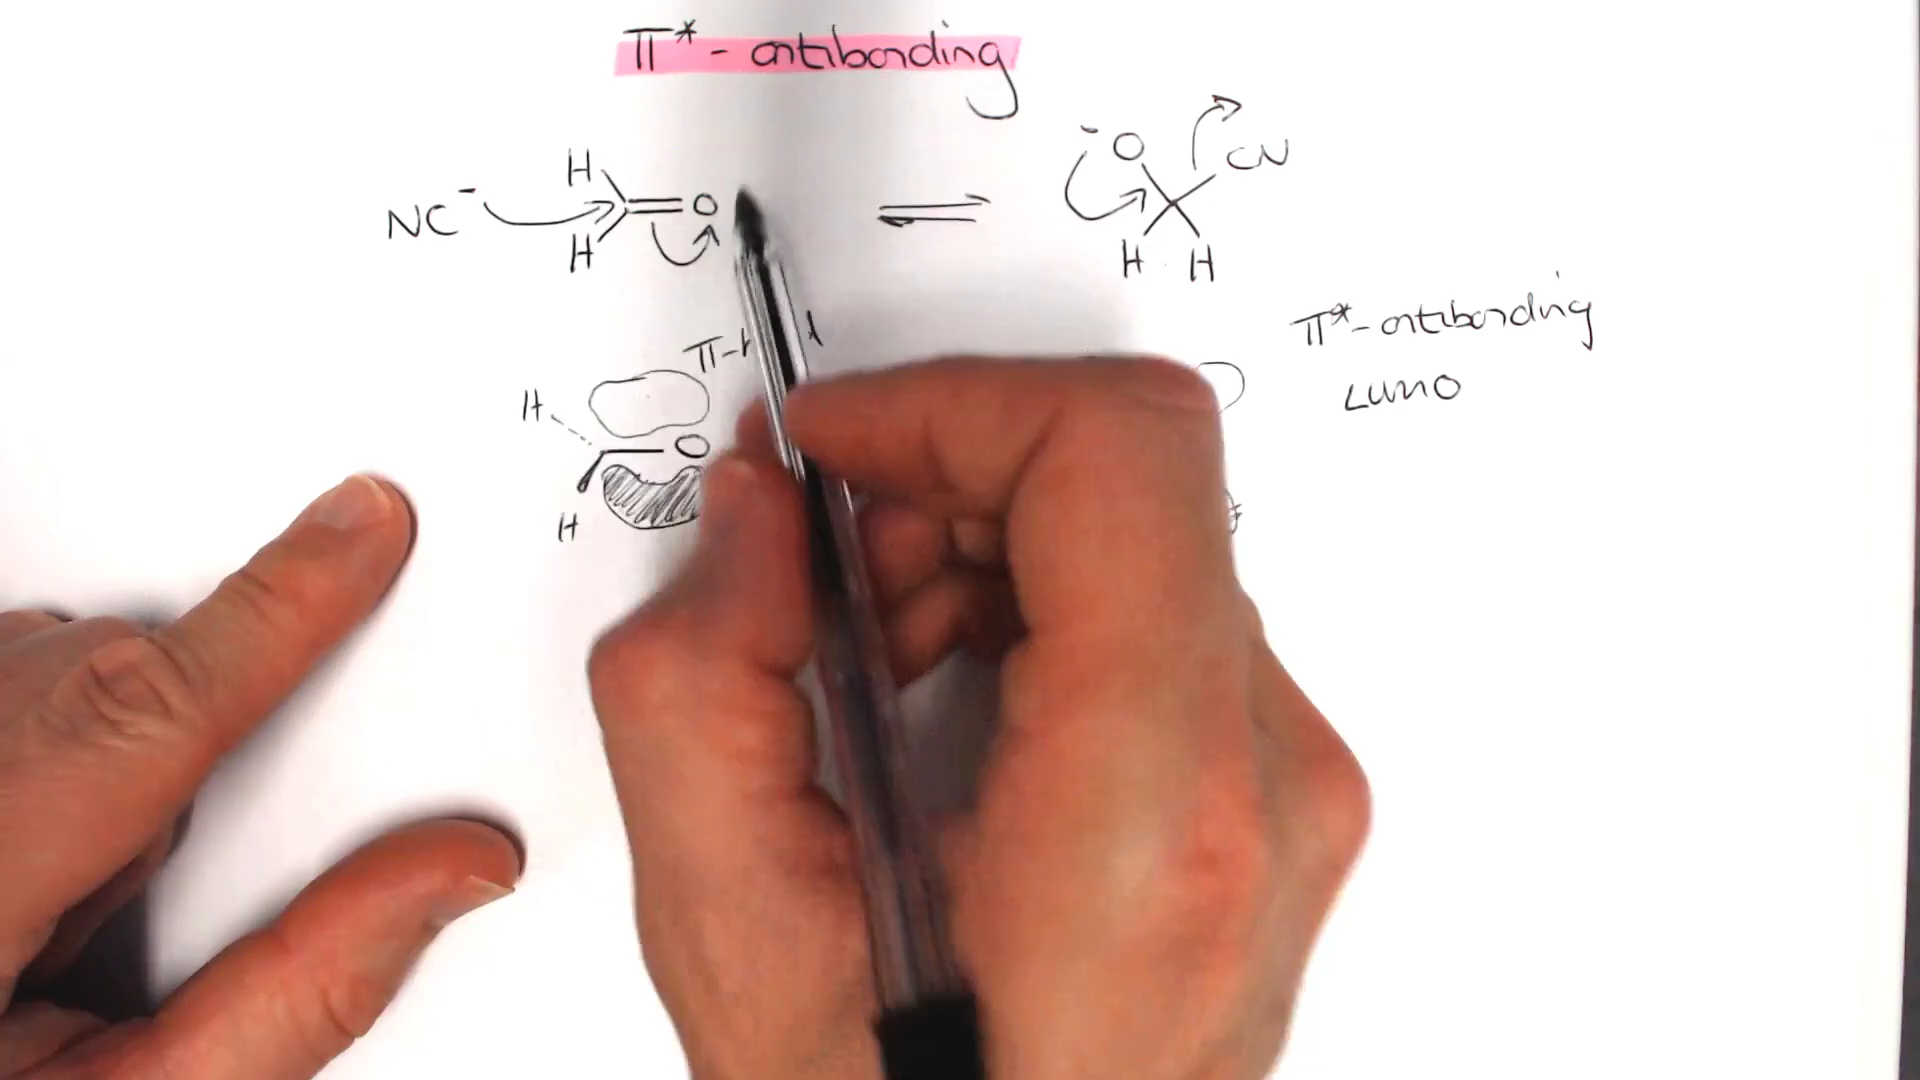 π* - antibonding
NC⁻ H H O
⁻O CN H H
π*- antibonding
LUMO
H O H